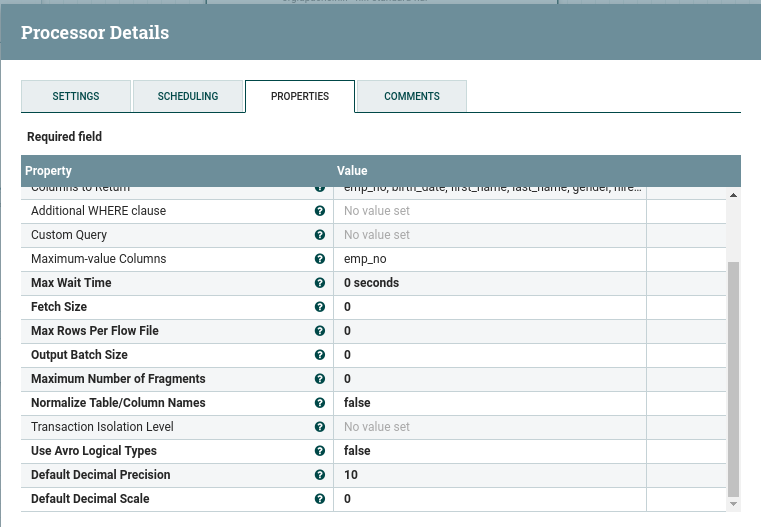 Processor Details
SETTINGS SCHEDULING PROPERTIES COMMENTS
Required field
Property Value
Columns to Return emp_no, birth_date, first_name, last_name, gender, hire...
Additional WHERE clause No value set
Custom Query No value set
Maximum-value Columns emp_no
Max Wait Time 0 seconds
Fetch Size 0
Max Rows Per Flow File 0
Output Batch Size 0
Maximum Number of Fragments 0
Normalize Table/Column Names false
Transaction Isolation Level No value set
Use Avro Logical Types false
Default Decimal Precision 10
Default Decimal Scale 0